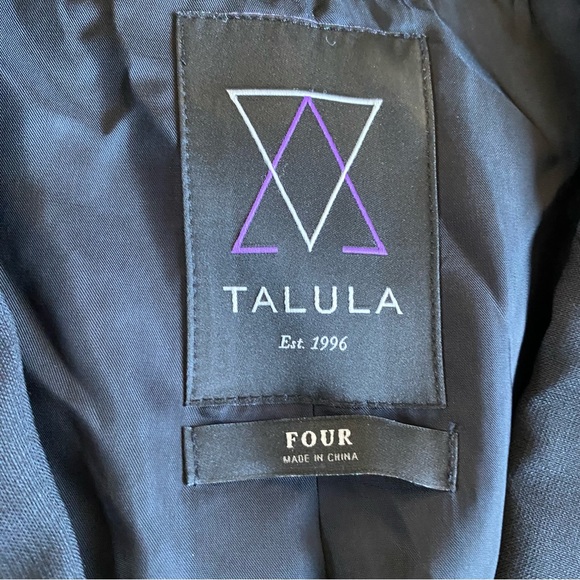 TALULA
Est. 1996
FOUR
MADE IN CHINA